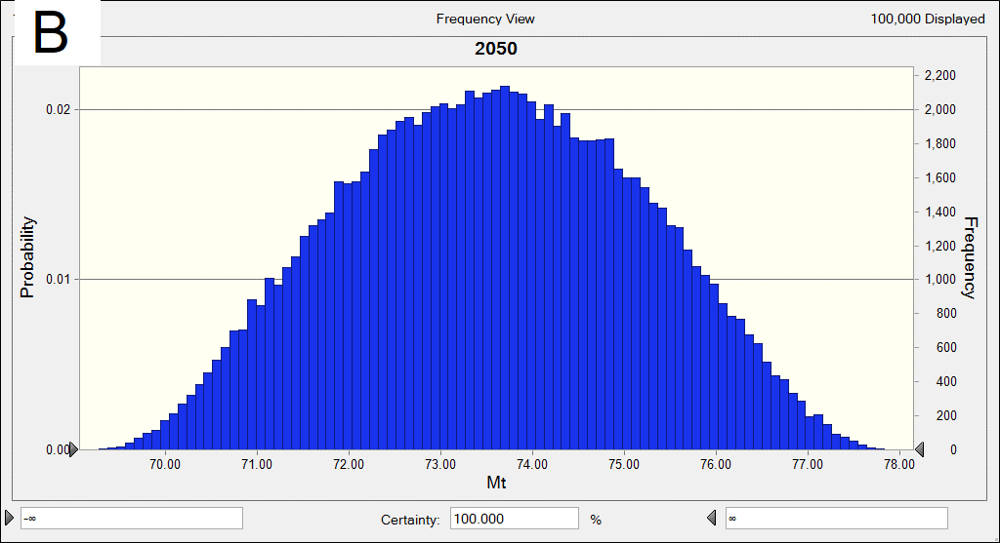 B
Frequency View
100,000 Displayed
2050
Probability
0.02
0.01
0.00
2,200
2,000
1,800
1,600
1,400
1,200
1,000
800
600
400
200
0
Frequency
70.00 71.00 72.00 73.00 74.00 75.00 76.00 77.00 78.00
Mt
-∞
Certainty: 100.000 %
∞